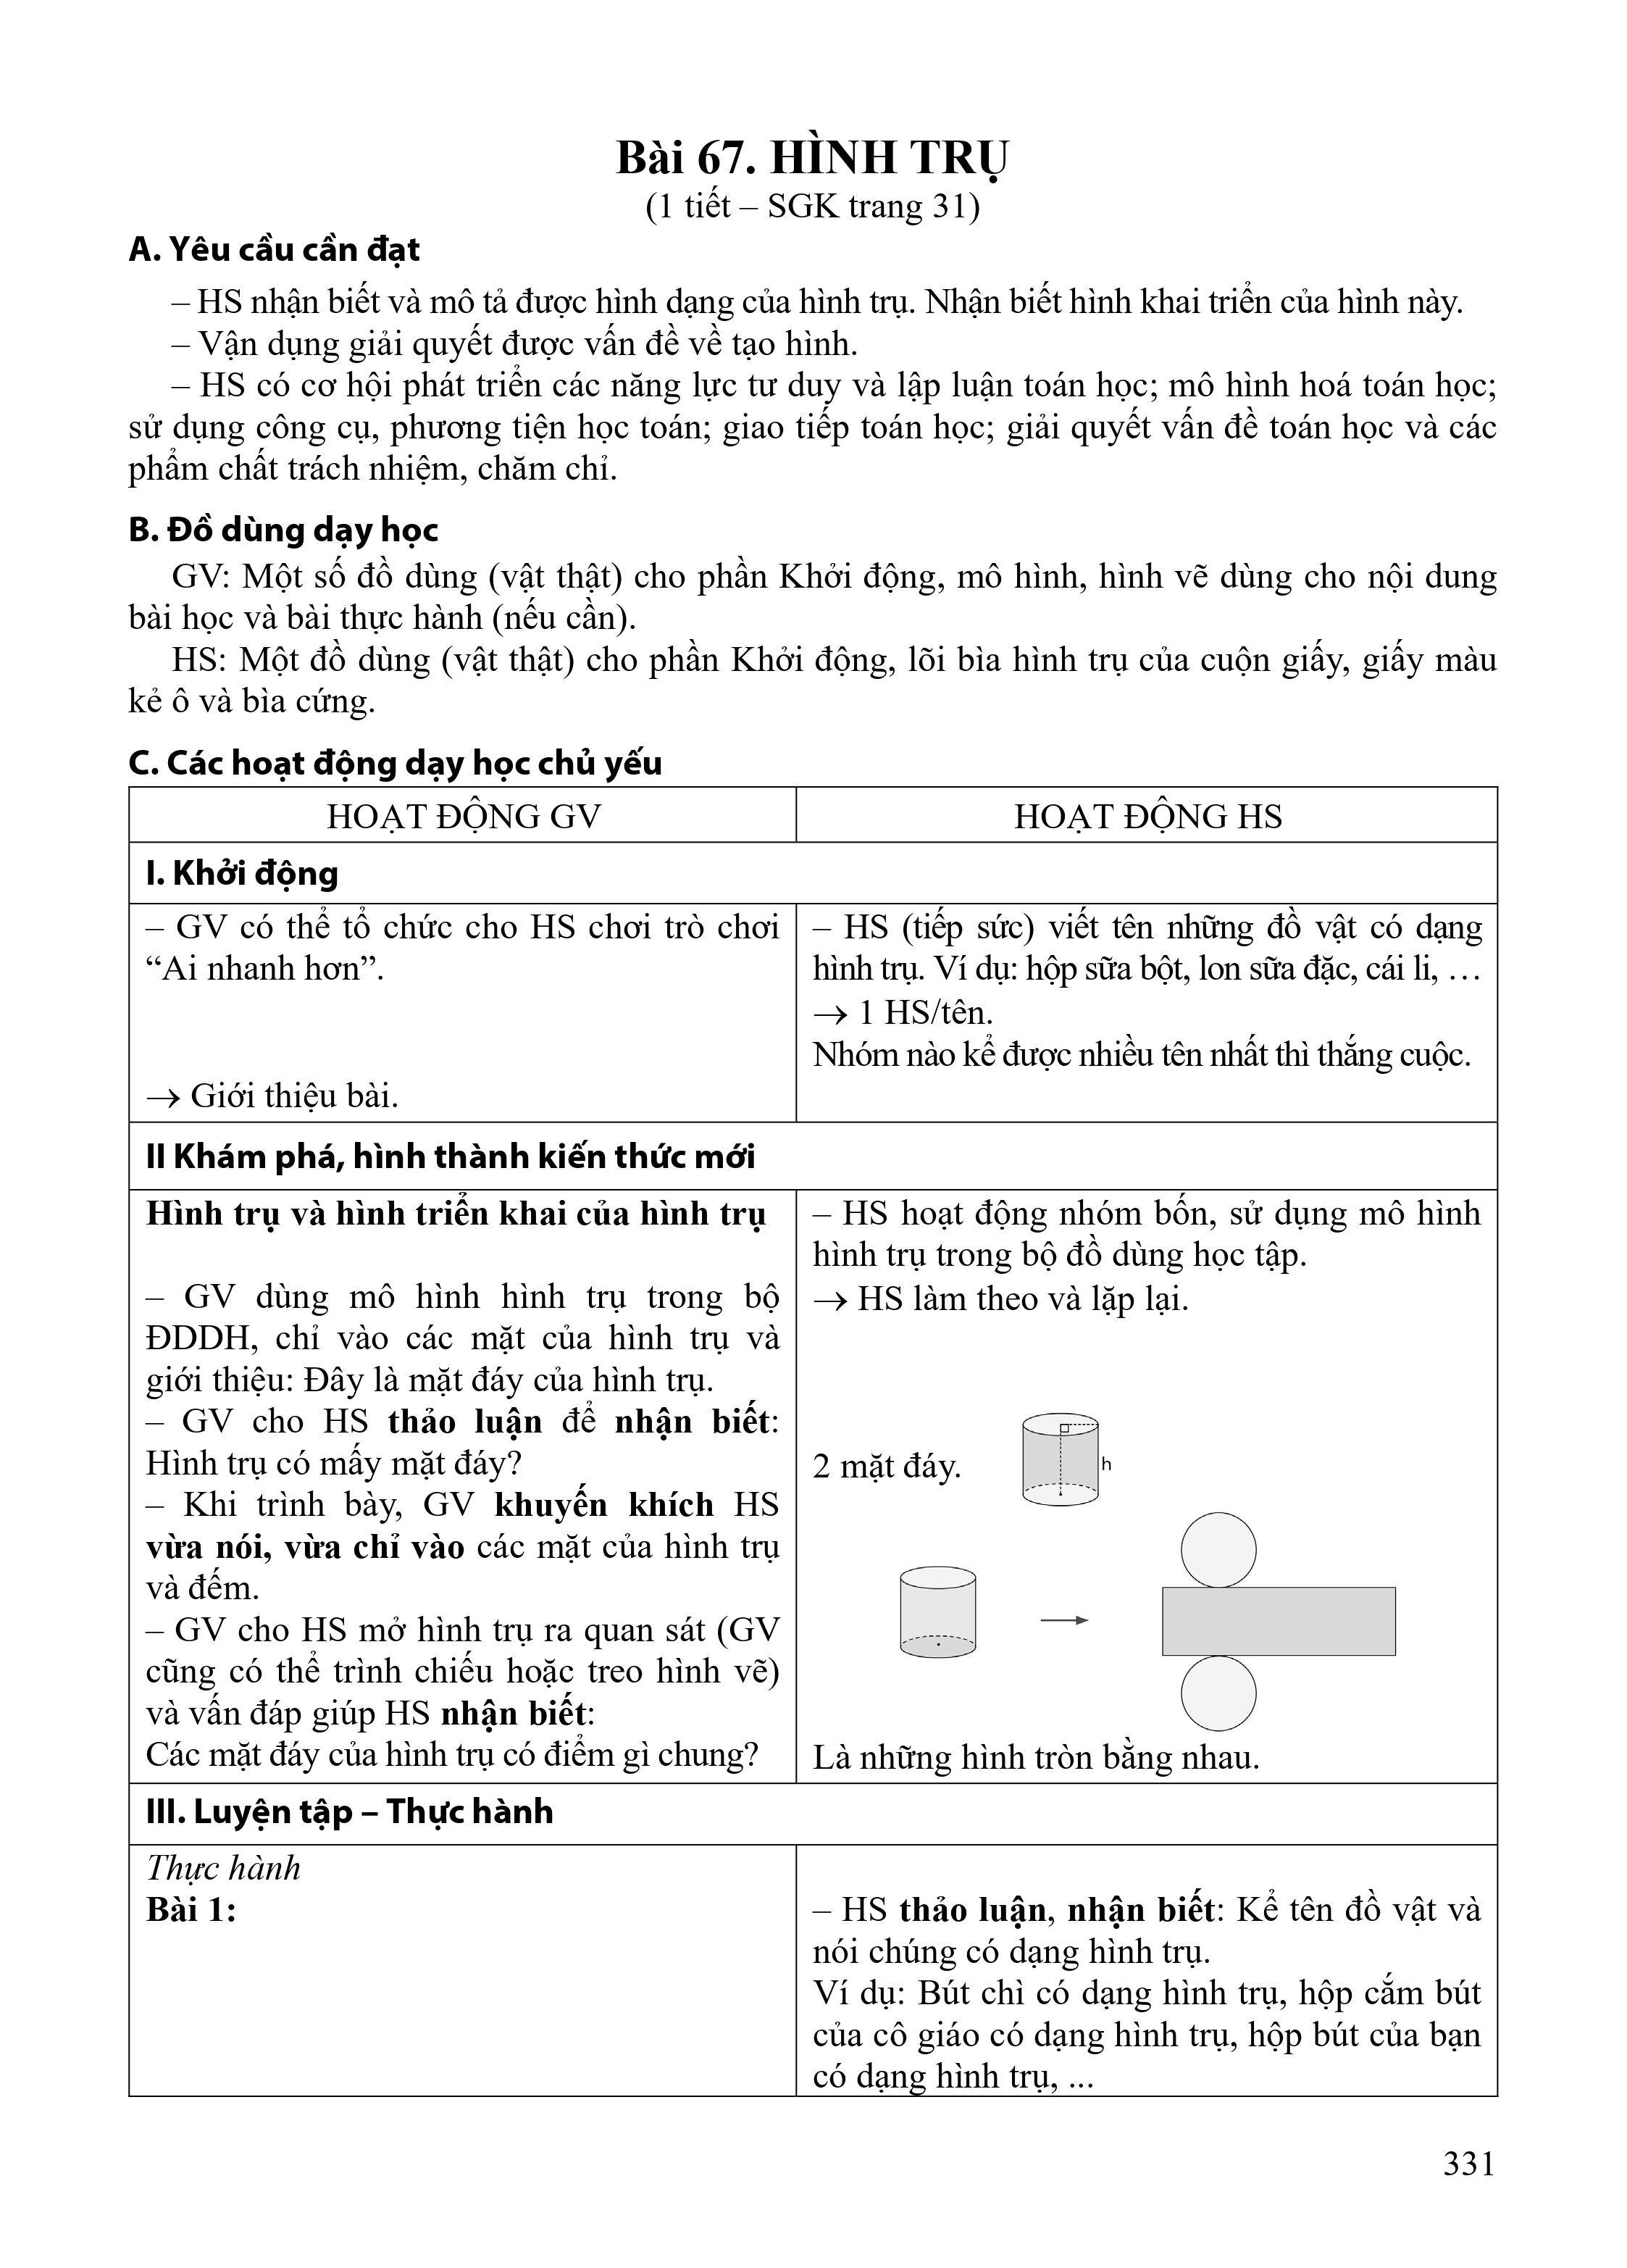 Bài 67. HÌNH TRỤ
(1 tiết – SGK trang 31)
A. Yêu cầu cần đạt
– HS nhận biết và mô tả được hình dạng của hình trụ. Nhận biết hình khai triển của hình này.
– Vận dụng giải quyết được vấn đề về tạo hình.
– HS có cơ hội phát triển các năng lực tư duy và lập luận toán học; mô hình hoá toán học;
sử dụng công cụ, phương tiện học toán; giao tiếp toán học; giải quyết vấn đề toán học và các
phẩm chất trách nhiệm, chăm chỉ.
B. Đồ dùng dạy học
GV: Một số đồ dùng (vật thật) cho phần Khởi động, mô hình, hình vẽ dùng cho nội dung
bài học và bài thực hành (nếu cần).
HS: Một đồ dùng (vật thật) cho phần Khởi động, lõi bìa hình trụ của cuộn giấy, giấy màu
kẻ ô và bìa cứng.
C. Các hoạt động dạy học chủ yếu
HOẠT ĐỘNG GV
HOẠT ĐỘNG HS
I. Khởi động
– GV có thể tổ chức cho HS chơi trò chơi
“Ai nhanh hơn”.
→ Giới thiệu bài.
– HS (tiếp sức) viết tên những đồ vật có dạng
hình trụ. Ví dụ: hộp sữa bột, lon sữa đặc, cái li, …
→ 1 HS/tên.
Nhóm nào kể được nhiều tên nhất thì thắng cuộc.
II Khám phá, hình thành kiến thức mới
Hình trụ và hình triển khai của hình trụ
– GV dùng mô hình hình trụ trong bộ
ĐDDH, chỉ vào các mặt của hình trụ và
giới thiệu: Đây là mặt đáy của hình trụ.
– GV cho HS thảo luận để nhận biết:
Hình trụ có mấy mặt đáy?
– Khi trình bày, GV khuyến khích HS
vừa nói, vừa chỉ vào các mặt của hình trụ
và đếm.
– GV cho HS mở hình trụ ra quan sát (GV
cũng có thể trình chiếu hoặc treo hình vẽ)
và vấn đáp giúp HS nhận biết:
Các mặt đáy của hình trụ có điểm gì chung?
– HS hoạt động nhóm bốn, sử dụng mô hình
hình trụ trong bộ đồ dùng học tập.
→ HS làm theo và lặp lại.
2 mặt đáy.
h
Là những hình tròn bằng nhau.
III. Luyện tập – Thực hành
Thực hành
Bài 1:
– HS thảo luận, nhận biết: Kể tên đồ vật và
nói chúng có dạng hình trụ.
Ví dụ: Bút chì có dạng hình trụ, hộp cắm bút
của cô giáo có dạng hình trụ, hộp bút của bạn
có dạng hình trụ, ...
331